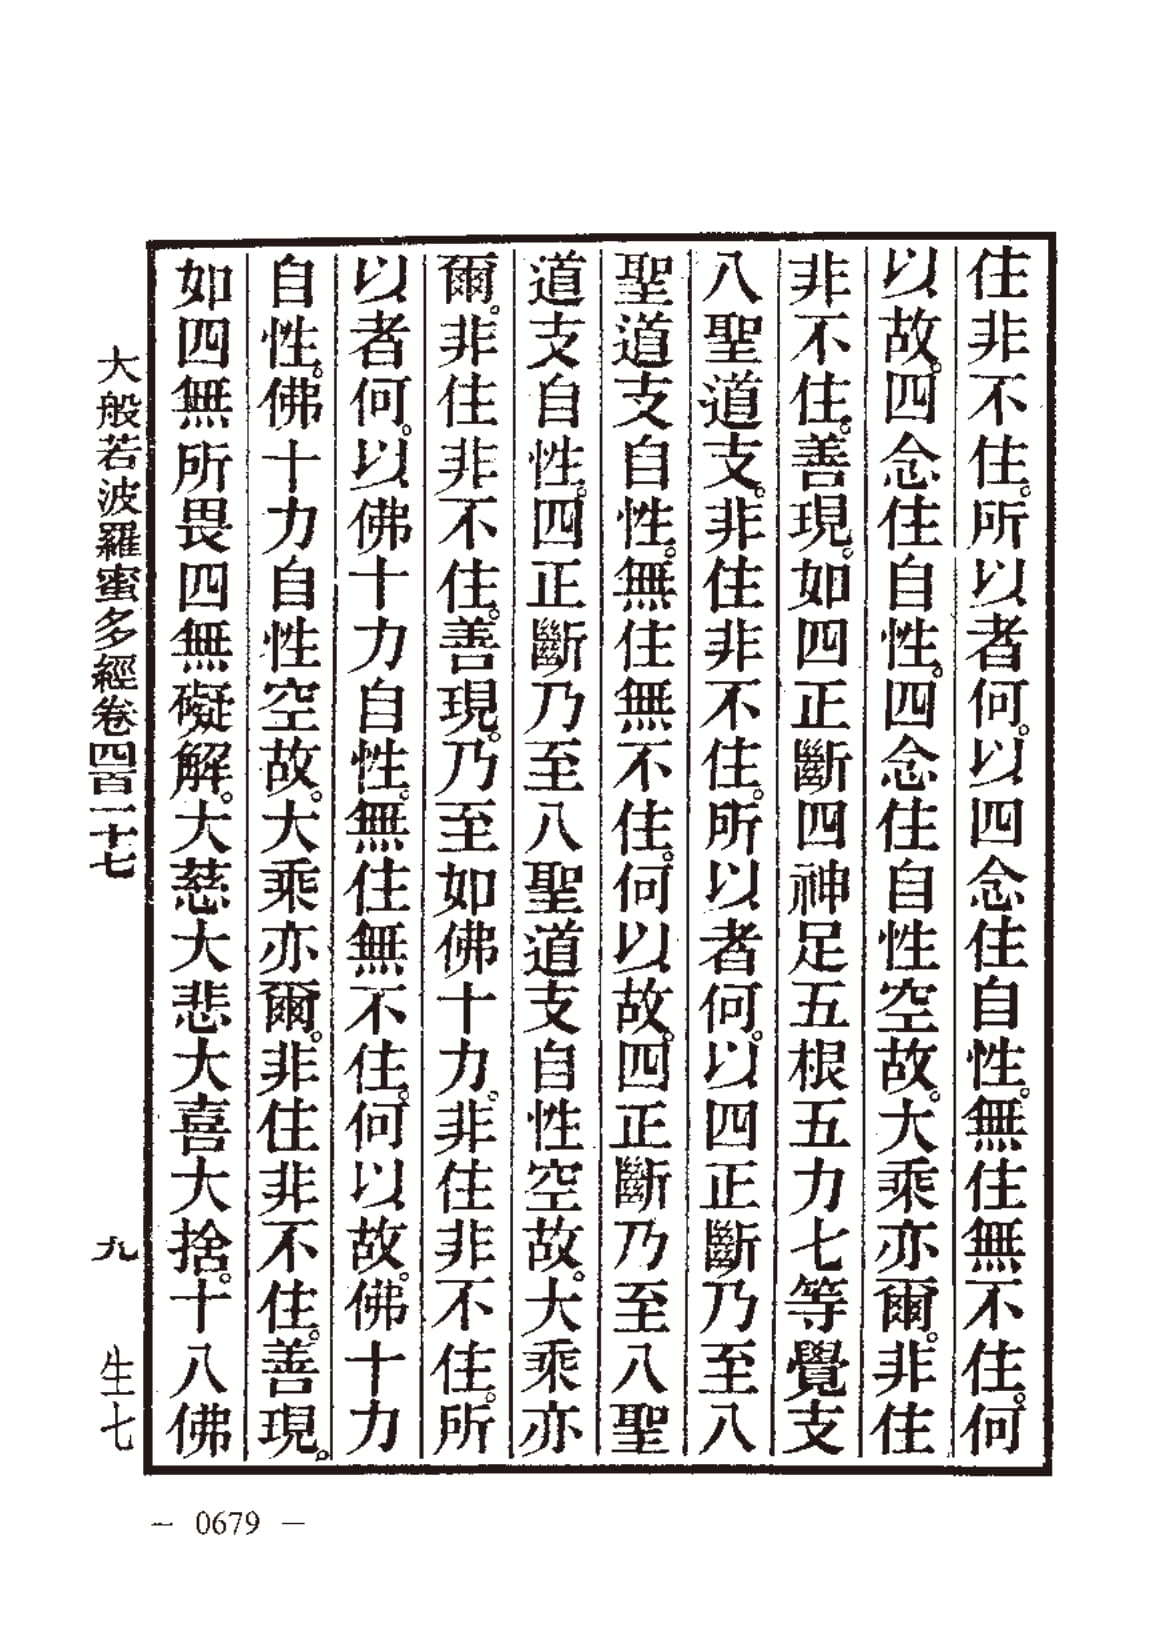 住非不住。所以者何。以四念住自性。無住無不住。何
以故。四念住自性。四念住自性空故。大乘亦爾。非住
非不住。善現。如四正斷四神足五根五力七等覺支
八聖道支。非住非不住。所以者何。以四正斷乃至八
聖道支自性。無住無不住。何以故。四正斷乃至八聖
道支自性。四正斷乃至八聖道支自性空故。大乘亦
爾。非住非不住。善現。乃至如佛十力。非住非不住。所
以者何。以佛十力自性。無住無不住。何以故。佛十力
自性。佛十力自性空故。大乘亦爾。非住非不住。善現。
如四無所畏四無礙解。大慈大悲大喜大捨。十八佛
大般若波羅蜜多經卷四百一十七 九 生七
— 0679 —